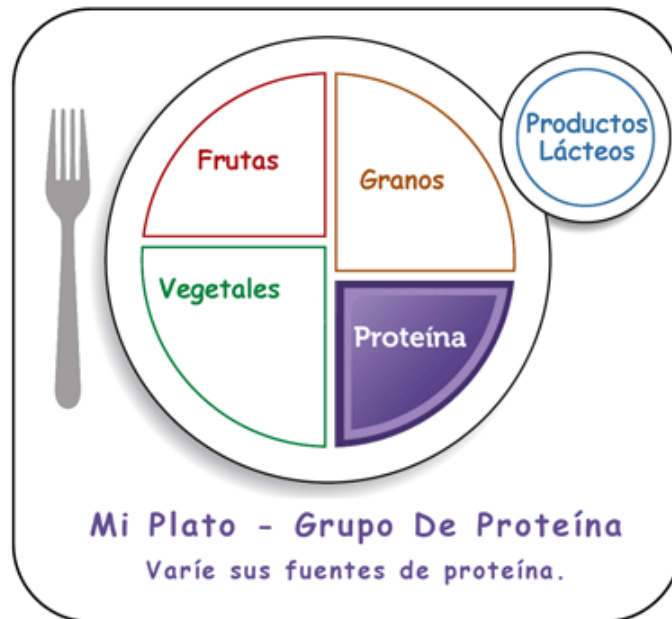 Frutas
Granos
Productos
Lácteos
Vegetales
Proteína
Mi Plato - Grupo De Proteína
Varíe sus fuentes de proteína.